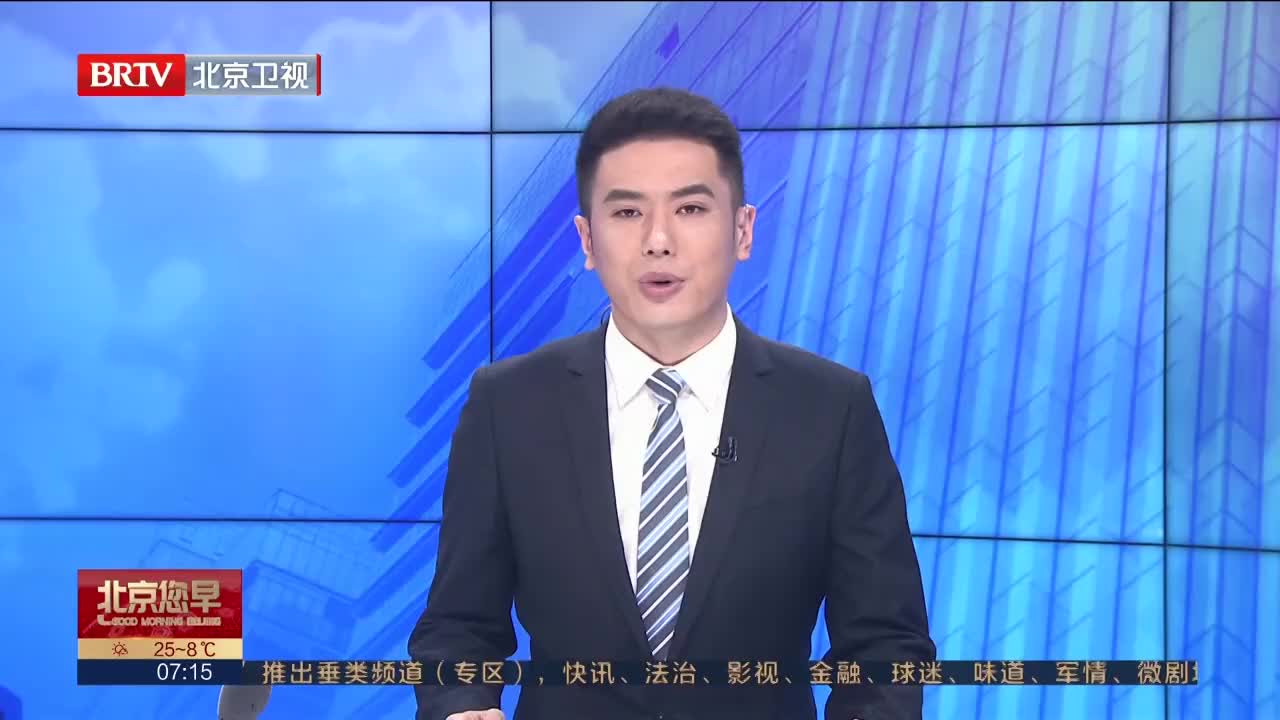 BRTV 北京卫视
北京您早
GOOD MORNING BEIJING
25~8℃
07:15
推出垂类频道（专区），快讯、法治、影视、金融、球迷、味道、军情、微剧